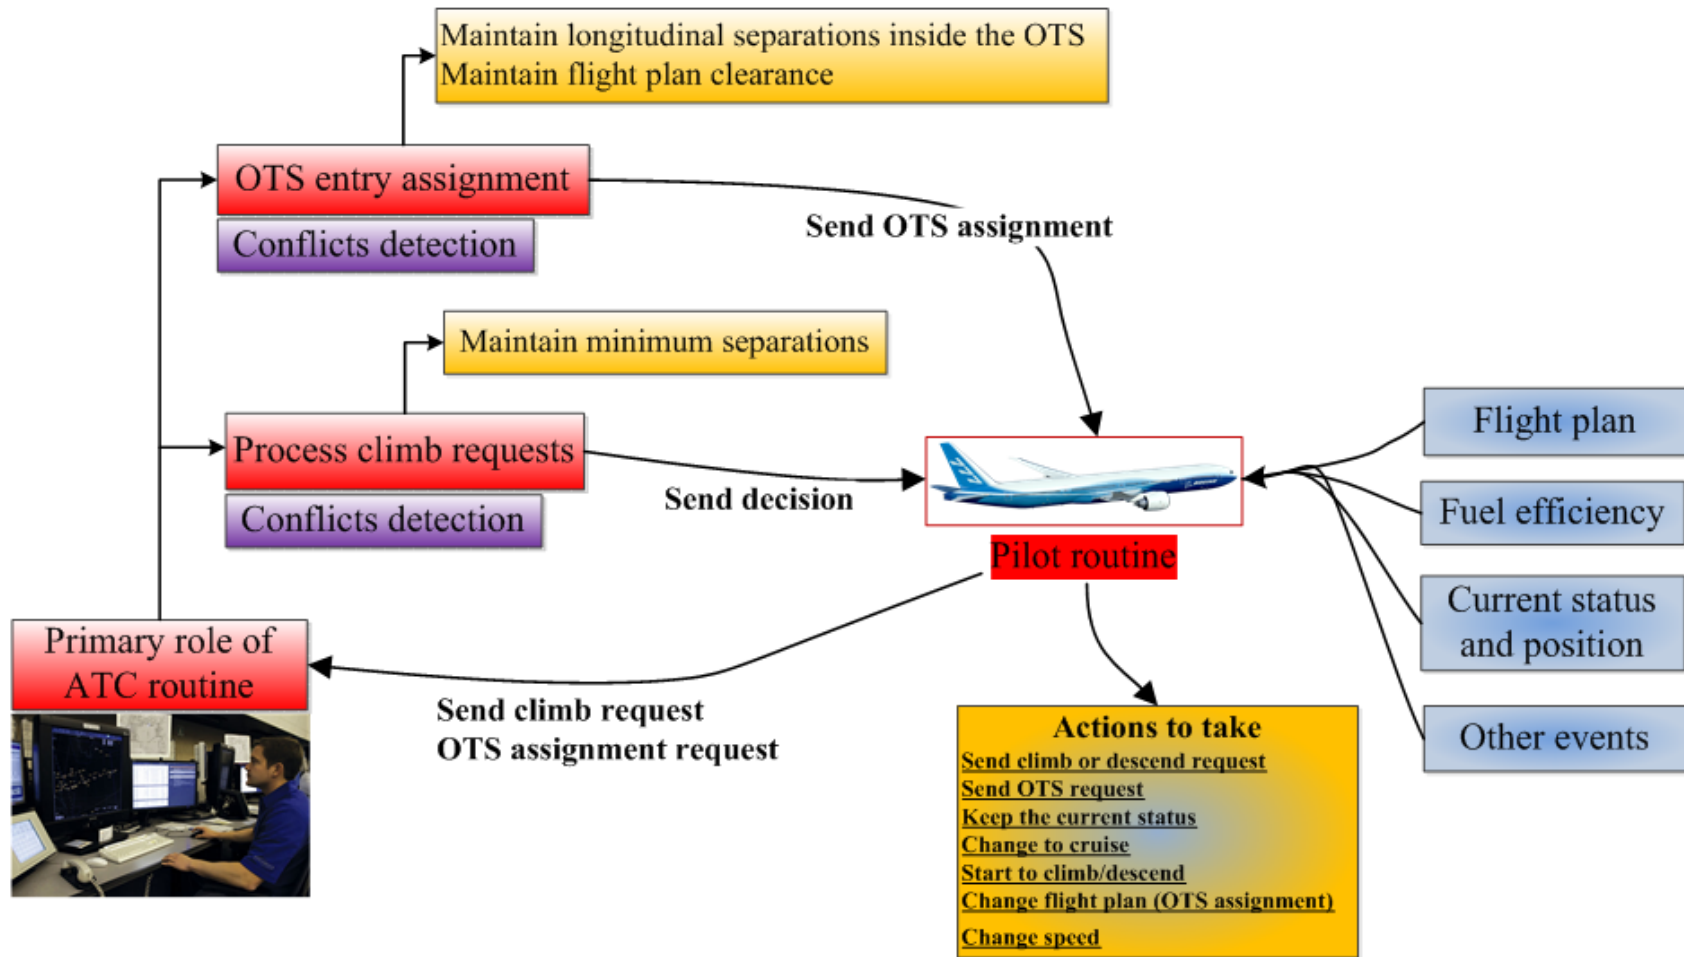 Maintain longitudinal separations inside the OTS
Maintain flight plan clearance
OTS entry assignment
Conflicts detection
Send OTS assignment
Maintain minimum separations
Process climb requests
Conflicts detection
Send decision
Pilot routine
Flight plan
Fuel efficiency
Current status
and position
Other events
Primary role of
ATC routine
Send climb request
OTS assignment request
Actions to take
Send climb or descend request
Send OTS request
Keep the current status
Change to cruise
Start to climb/descend
Change flight plan (OTS assignment)
Change speed